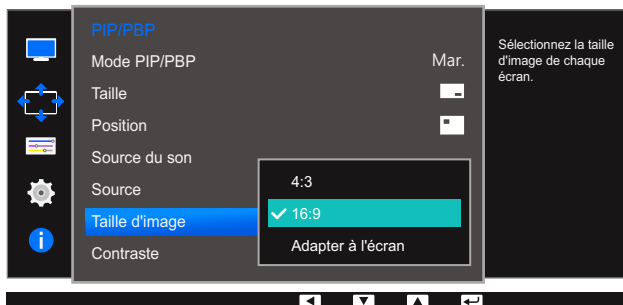 PIP/PBP
Mode PIP/PBP Mar.
Taille
Position
Source du son
Source
Taille d'image
Contraste
4:3
16:9
Adapter à l'écran
Sélectionnez la taille
d'image de chaque
écran.